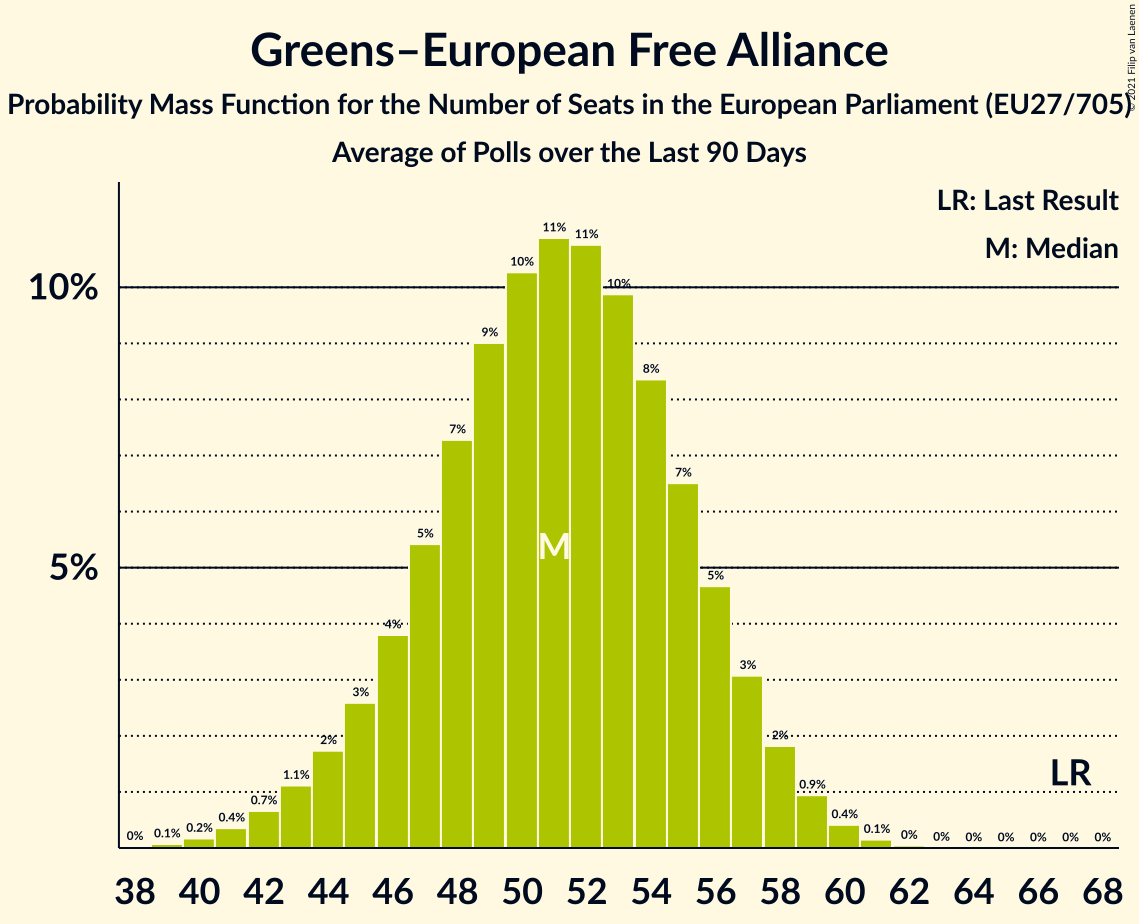 Greens–European Free Alliance
Probability Mass Function for the Number of Seats in the European Parliament (EU27/705)
Average of Polls over the Last 90 Days
© 2021 Filip van Laenen
LR: Last Result
M: Median
10%
5%
0% 0.1% 0.2% 0.4% 0.7% 1.1% 2% 3% 4% 5% 7% 9% 10% 11% 11% 10% 8% 7% 5% 3% 2% 0.9% 0.4% 0.1% 0% 0% 0% 0% 0% 0% 0%
M
LR
38 40 42 44 46 48 50 52 54 56 58 60 62 64 66 68